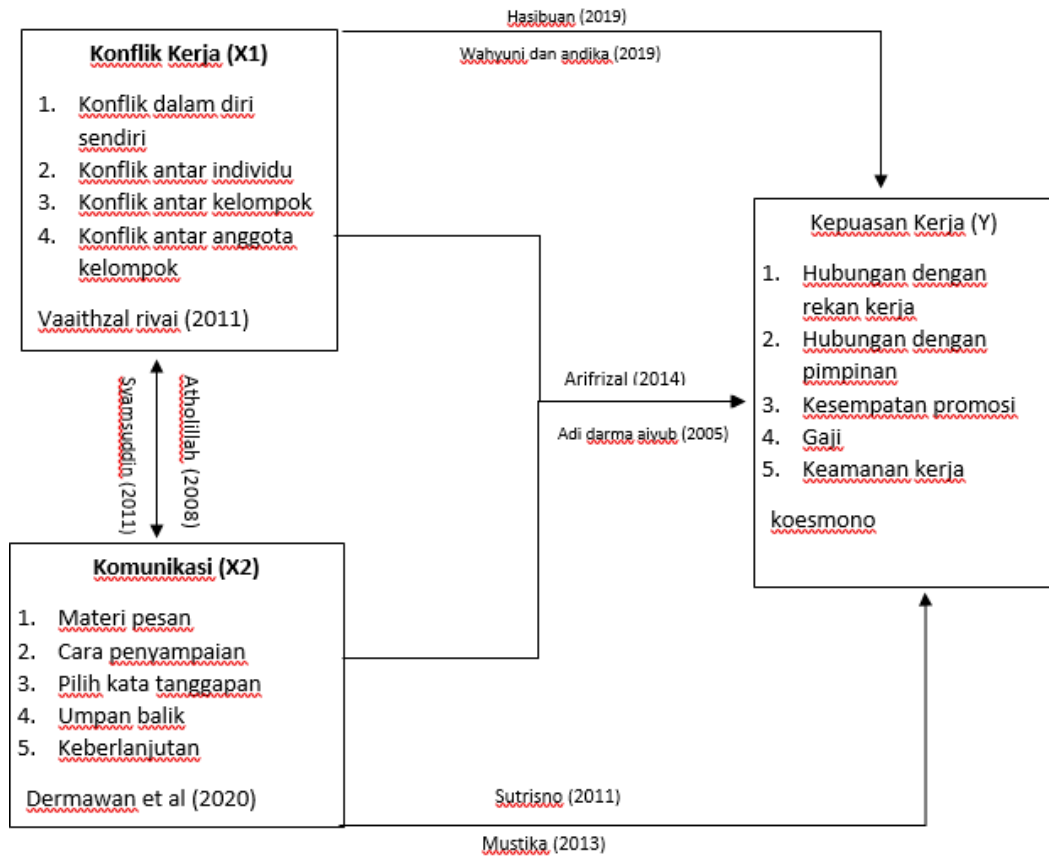 Hasibuan (2019)
Wahyuni dan andika (2019)
Konflik Kerja (X1)
1. Konflik dalam diri
sendiri
2. Konflik antar individu
3. Konflik antar kelompok
4. Konflik antar anggota
kelompok
Vaaithzal rivai (2011)
Kepuasan Kerja (Y)
1. Hubungan dengan
rekan kerja
2. Hubungan dengan
pimpinan
3. Kesempatan promosi
4. Gaji
5. Keamanan kerja
koesmono
Arifrizal (2014)
Adi darma aiyub (2005)
Syamsuddin (2011)
Atholillah (2008)
Komunikasi (X2)
1. Materi pesan
2. Cara penyampaian
3. Pilih kata tanggapan
4. Umpan balik
5. Keberlanjutan
Dermawan et al (2020)
Sutrisno (2011)
Mustika (2013)